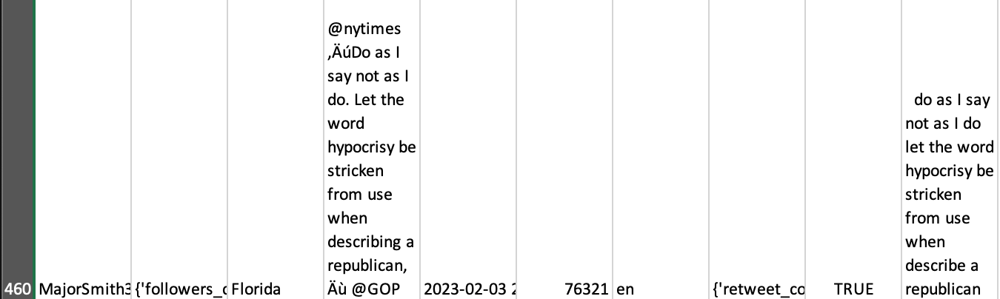 @nytimes
‚ÄúDo as I
say not as I
do. Let the
word
hypocrisy be
stricken
from use
when
describing a
republican‚
Äù @GOP
do as I say
not as I do
let the word
hypocrisy be
stricken
from use
when
describe a
republican
460 MajorSmith3 {'followers_c Florida 2023-02-03 2 76321 en {'retweet_co TRUE